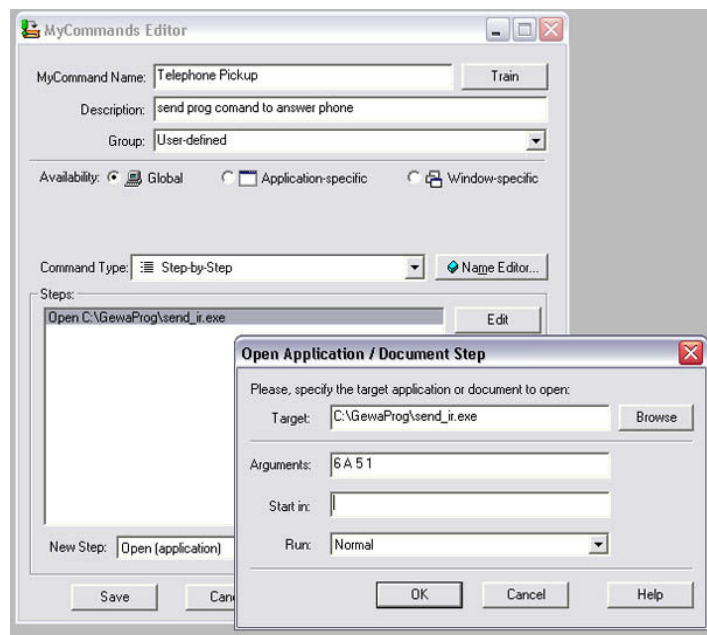 MyCommands Editor
MyCommand Name: Telephone Pickup Train
Description: send prog comand to answer phone
Group: User-defined
Availability: Global Application-specific Window-specific
Command Type: Step-by-Step Name Editor...
Steps:
Open C:\GewaProg\send_ir.exe Edit
New Step: Open (application)
Save Can
Open Application / Document Step
Please, specify the target application or document to open:
Target: C:\GewaProg\send_ir.exe Browse
Arguments: 6 A 5 1
Start in:
Run: Normal
OK Cancel Help